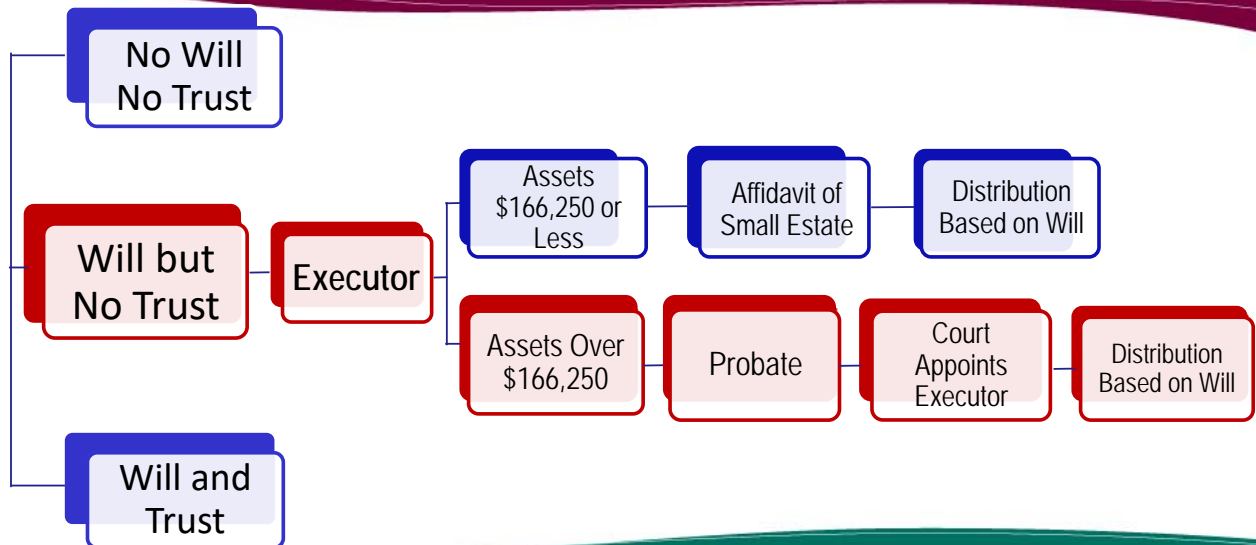 No Will
No Trust
Will but
No Trust
Executor
Assets
$166,250 or
Less
Affidavit of
Small Estate
Distribution
Based on Will
Assets Over
$166,250
Probate
Court
Appoints
Executor
Distribution
Based on Will
Will and
Trust